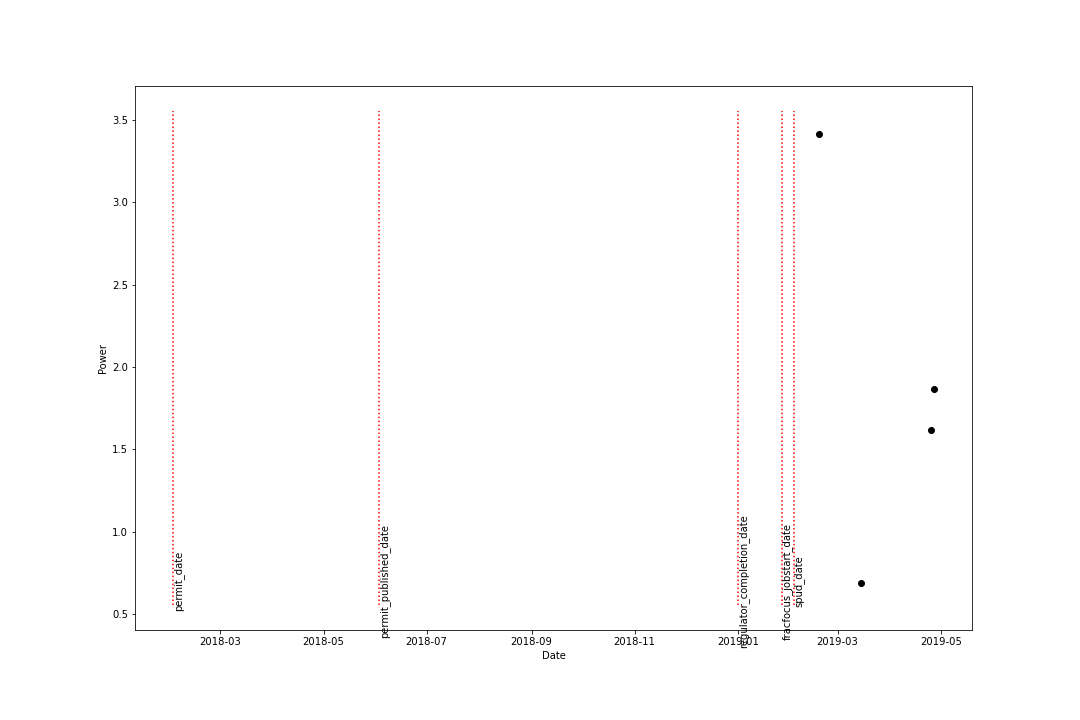 3.5
3.0
2.5
2.0
1.5
1.0
0.5
Power
permit_date
permit_published_date
regulator_completion_date
fracfocus_jobstart_date
spud_date
2018-03
2018-05
2018-07
2018-09
2018-11
2019-01
2019-03
2019-05
Date